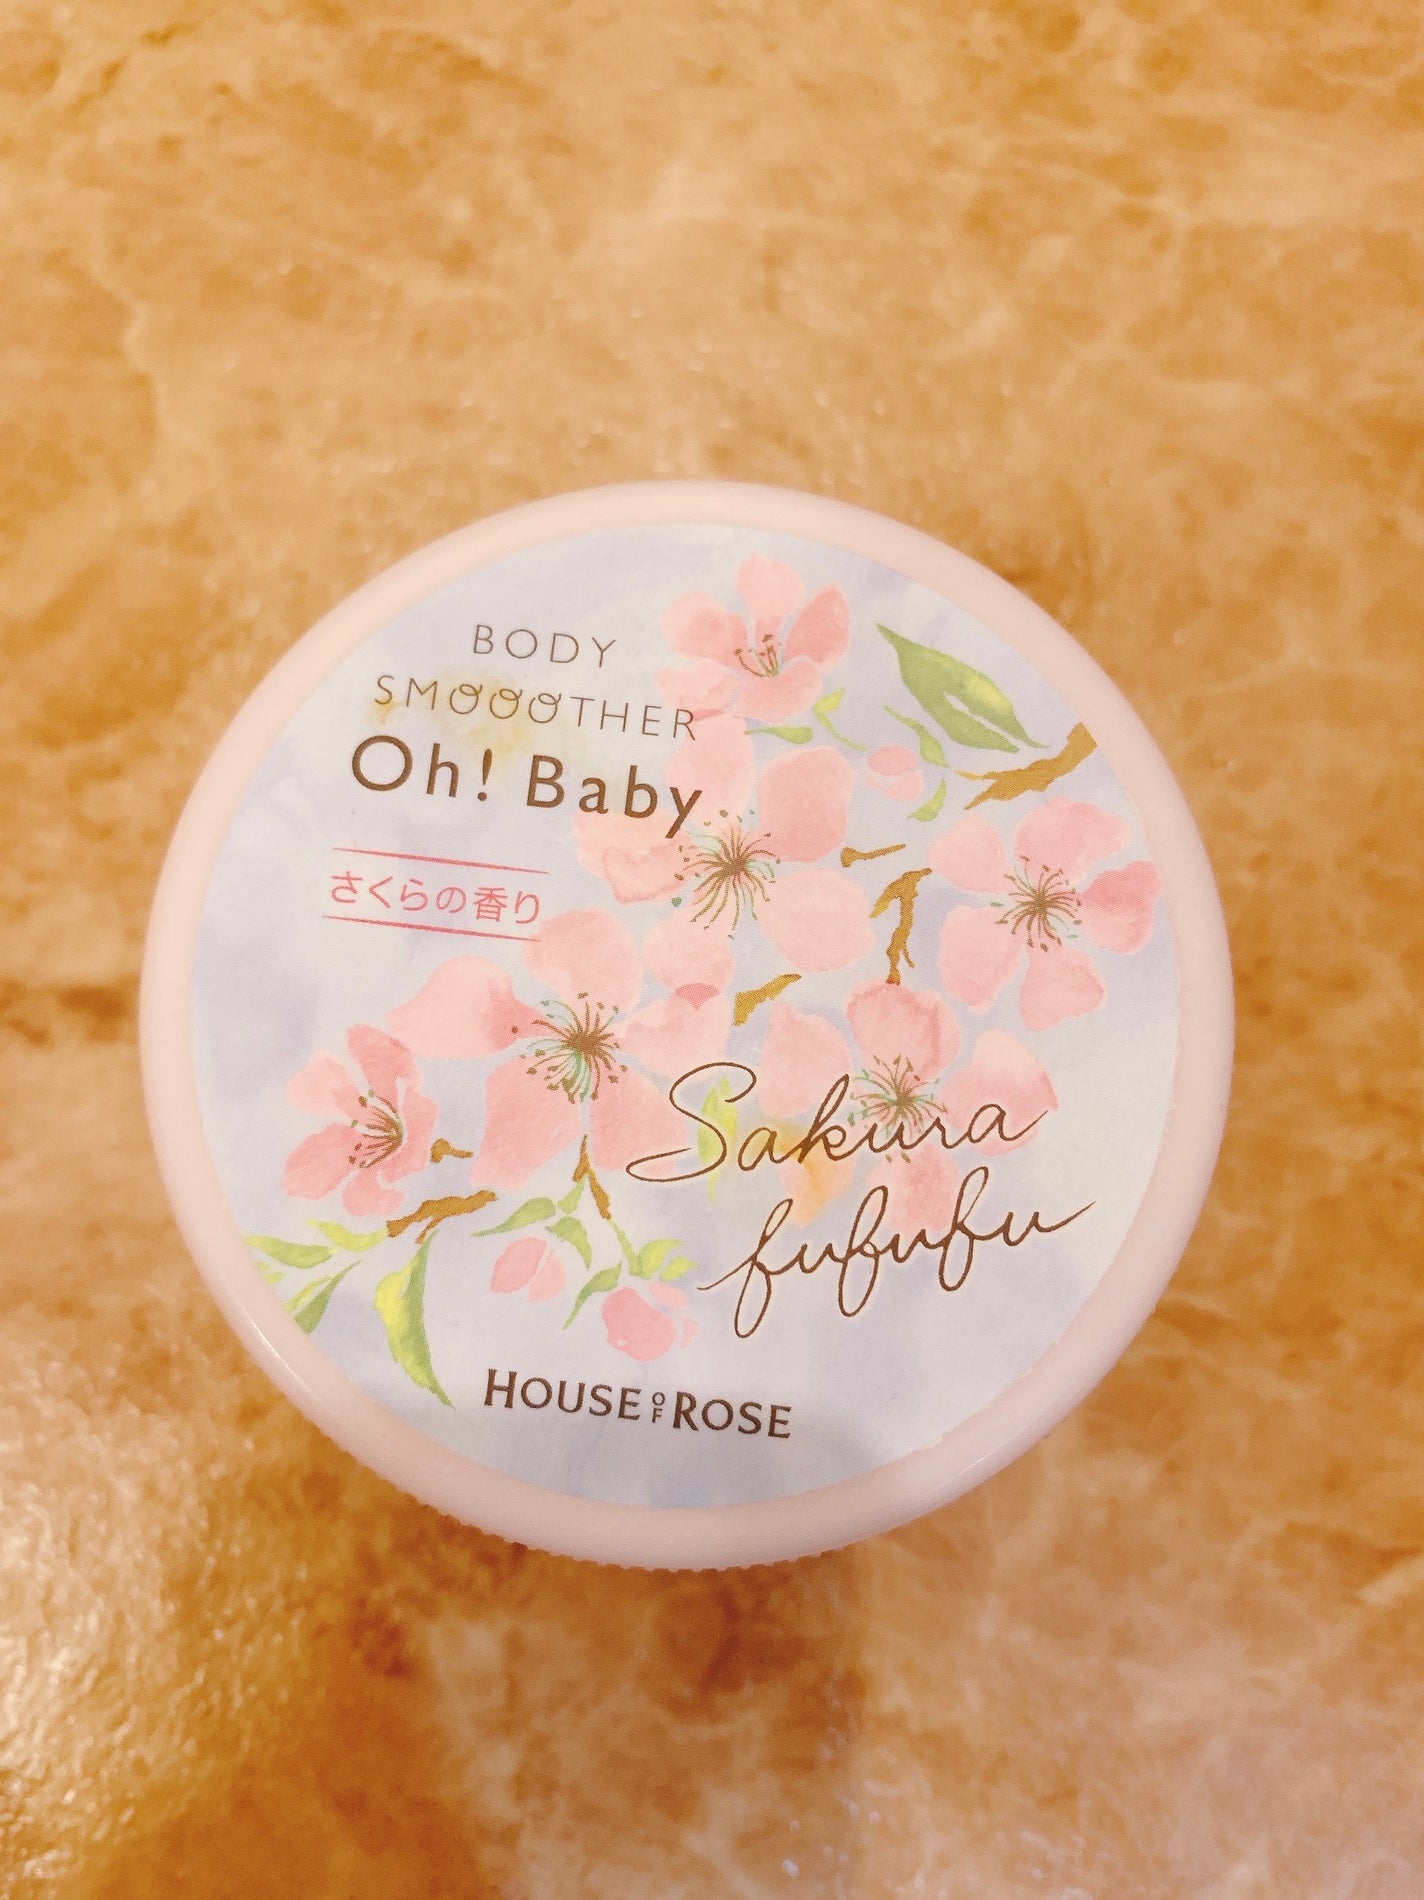 BODY
SMOOOTHER
Oh! Baby
さくらの香り
Sakura
fufufu
HOUSE OF ROSE